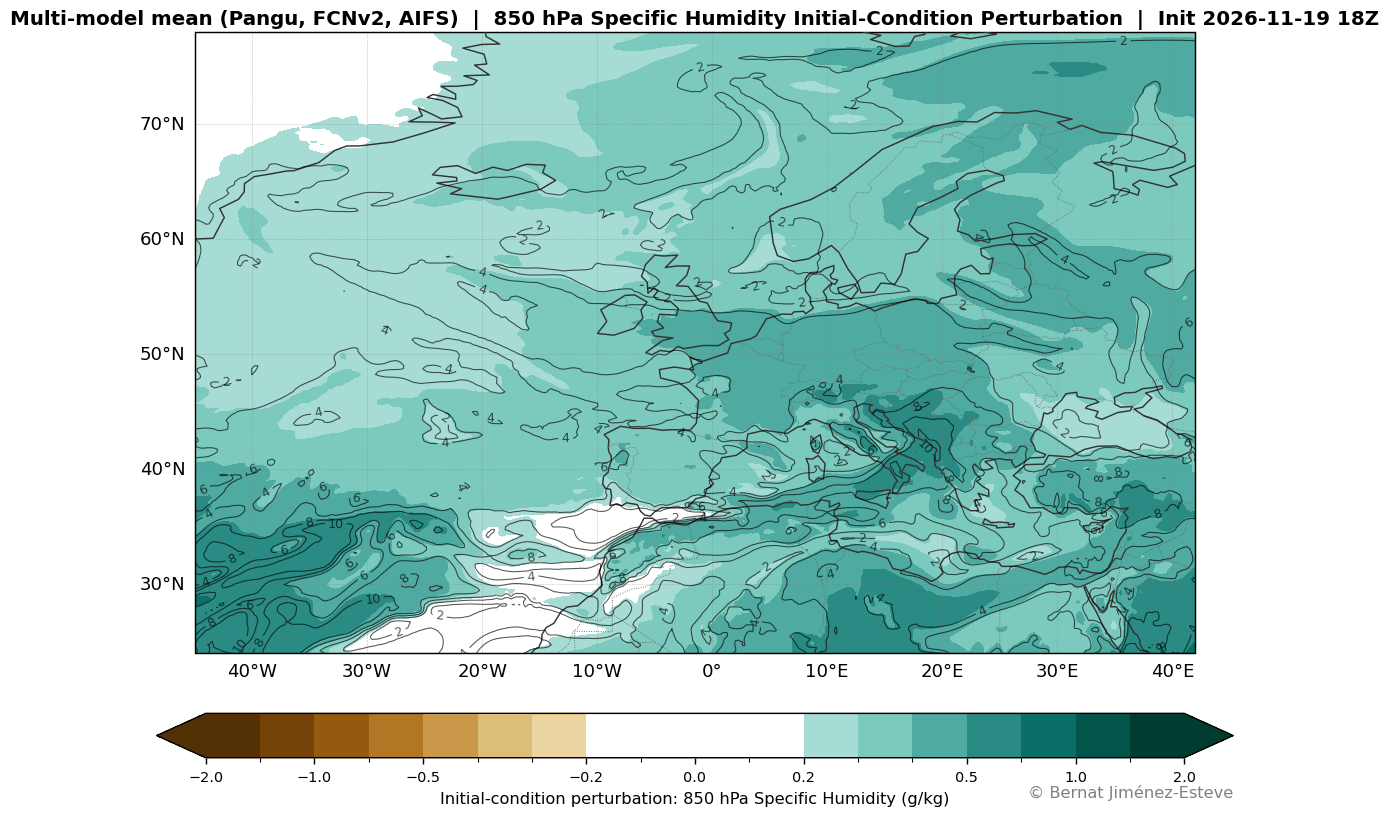 Multi-model mean (Pangu, FCNv2, AIFS) | 850 hPa Specific Humidity Initial-Condition Perturbation | Init 2026-11-19 18Z
70°N
60°N
50°N
40°N
30°N
40°W 30°W 20°W 10°W 0° 10°E 20°E 30°E 40°E
−2.0 −1.0 −0.5 −0.2 0.0 0.2 0.5 1.0 2.0
Initial-condition perturbation: 850 hPa Specific Humidity (g/kg)
© Bernat Jiménez-Esteve